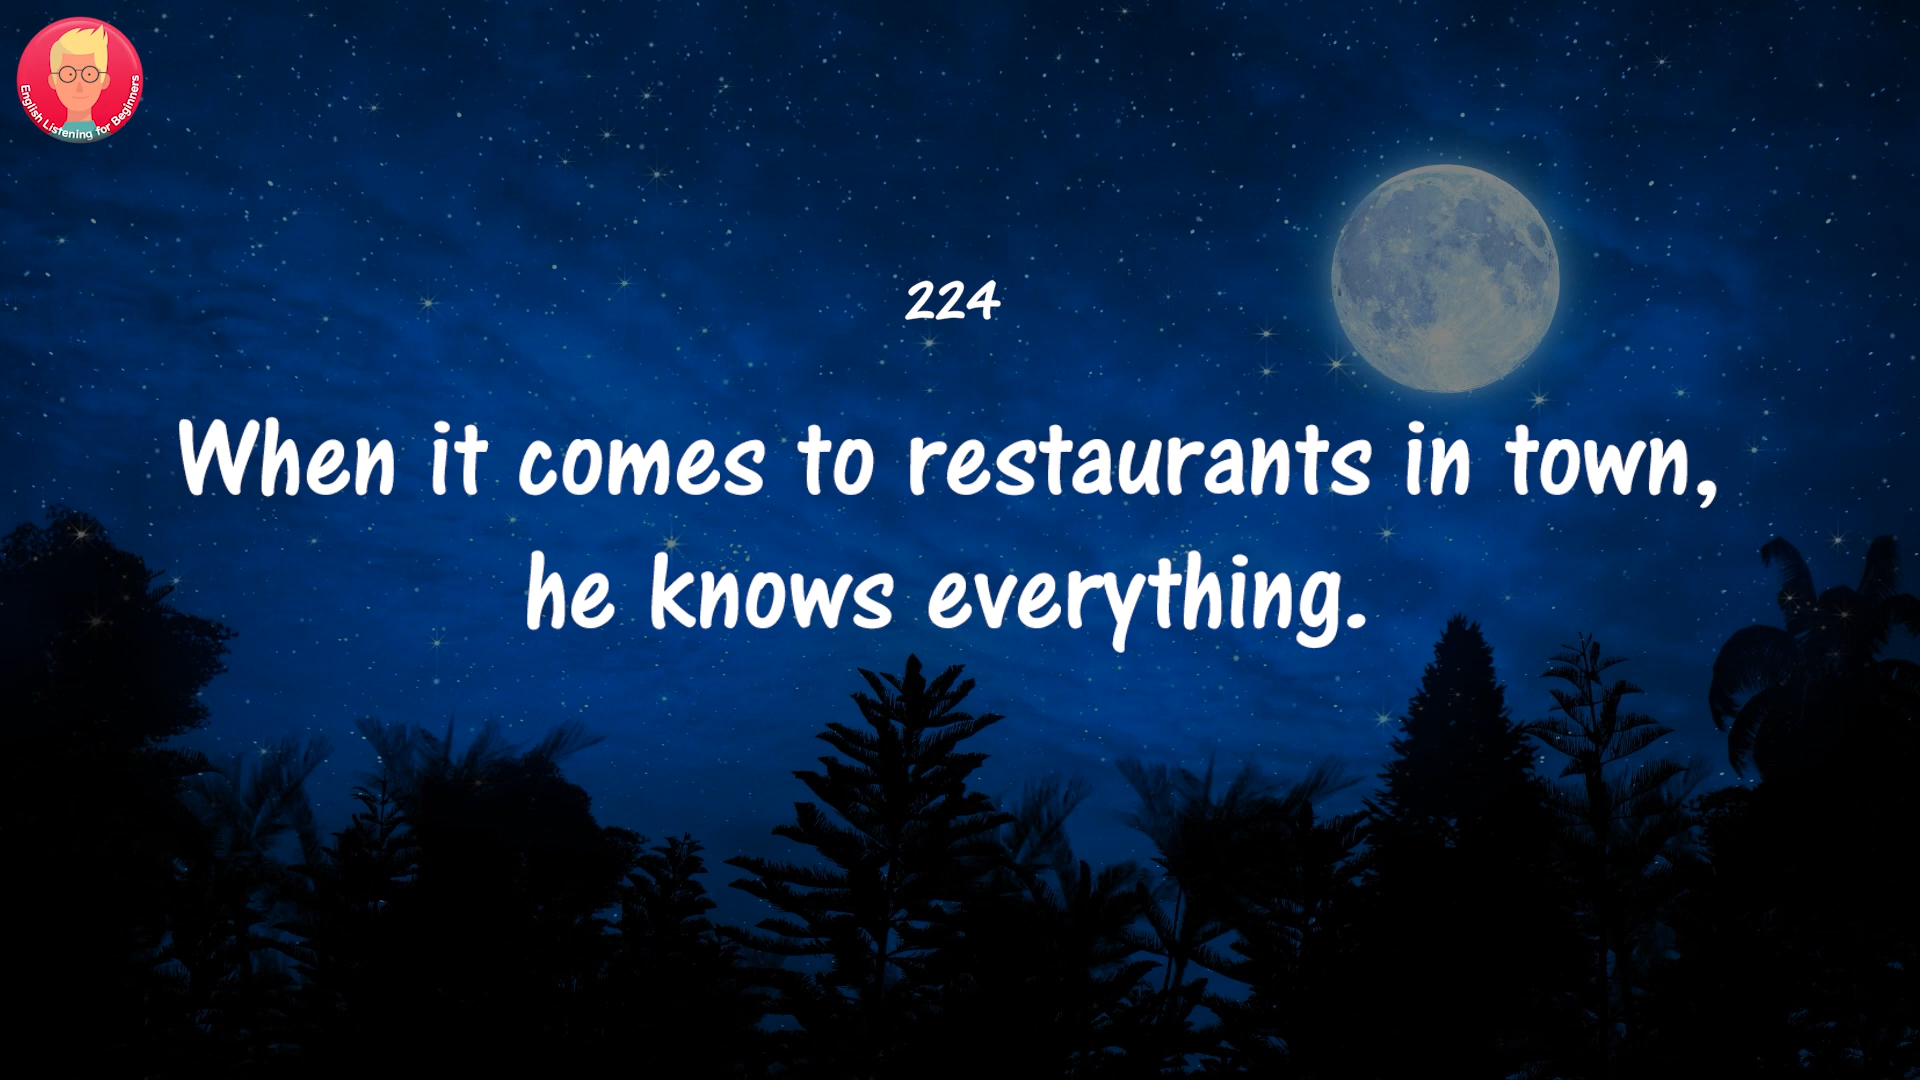 English Listening for Beginners
224
When it comes to restaurants in town,
he knows everything.